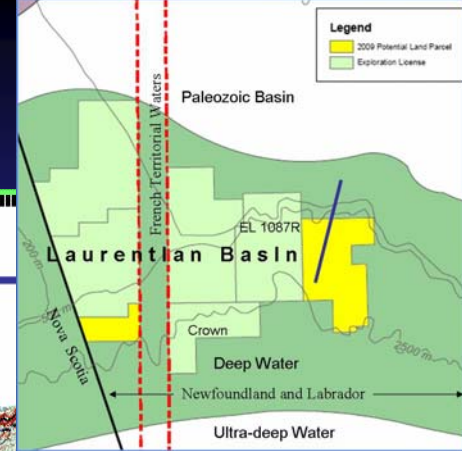 Legend
2009 Potential Land Parcel
Exploration License
Paleozoic Basin
French Territorial Waters
EL 1087R
Laurentian Basin
200 m
Nova Scotia
Crown
2500 m
Deep Water
Newfoundland and Labrador
Ultra-deep Water